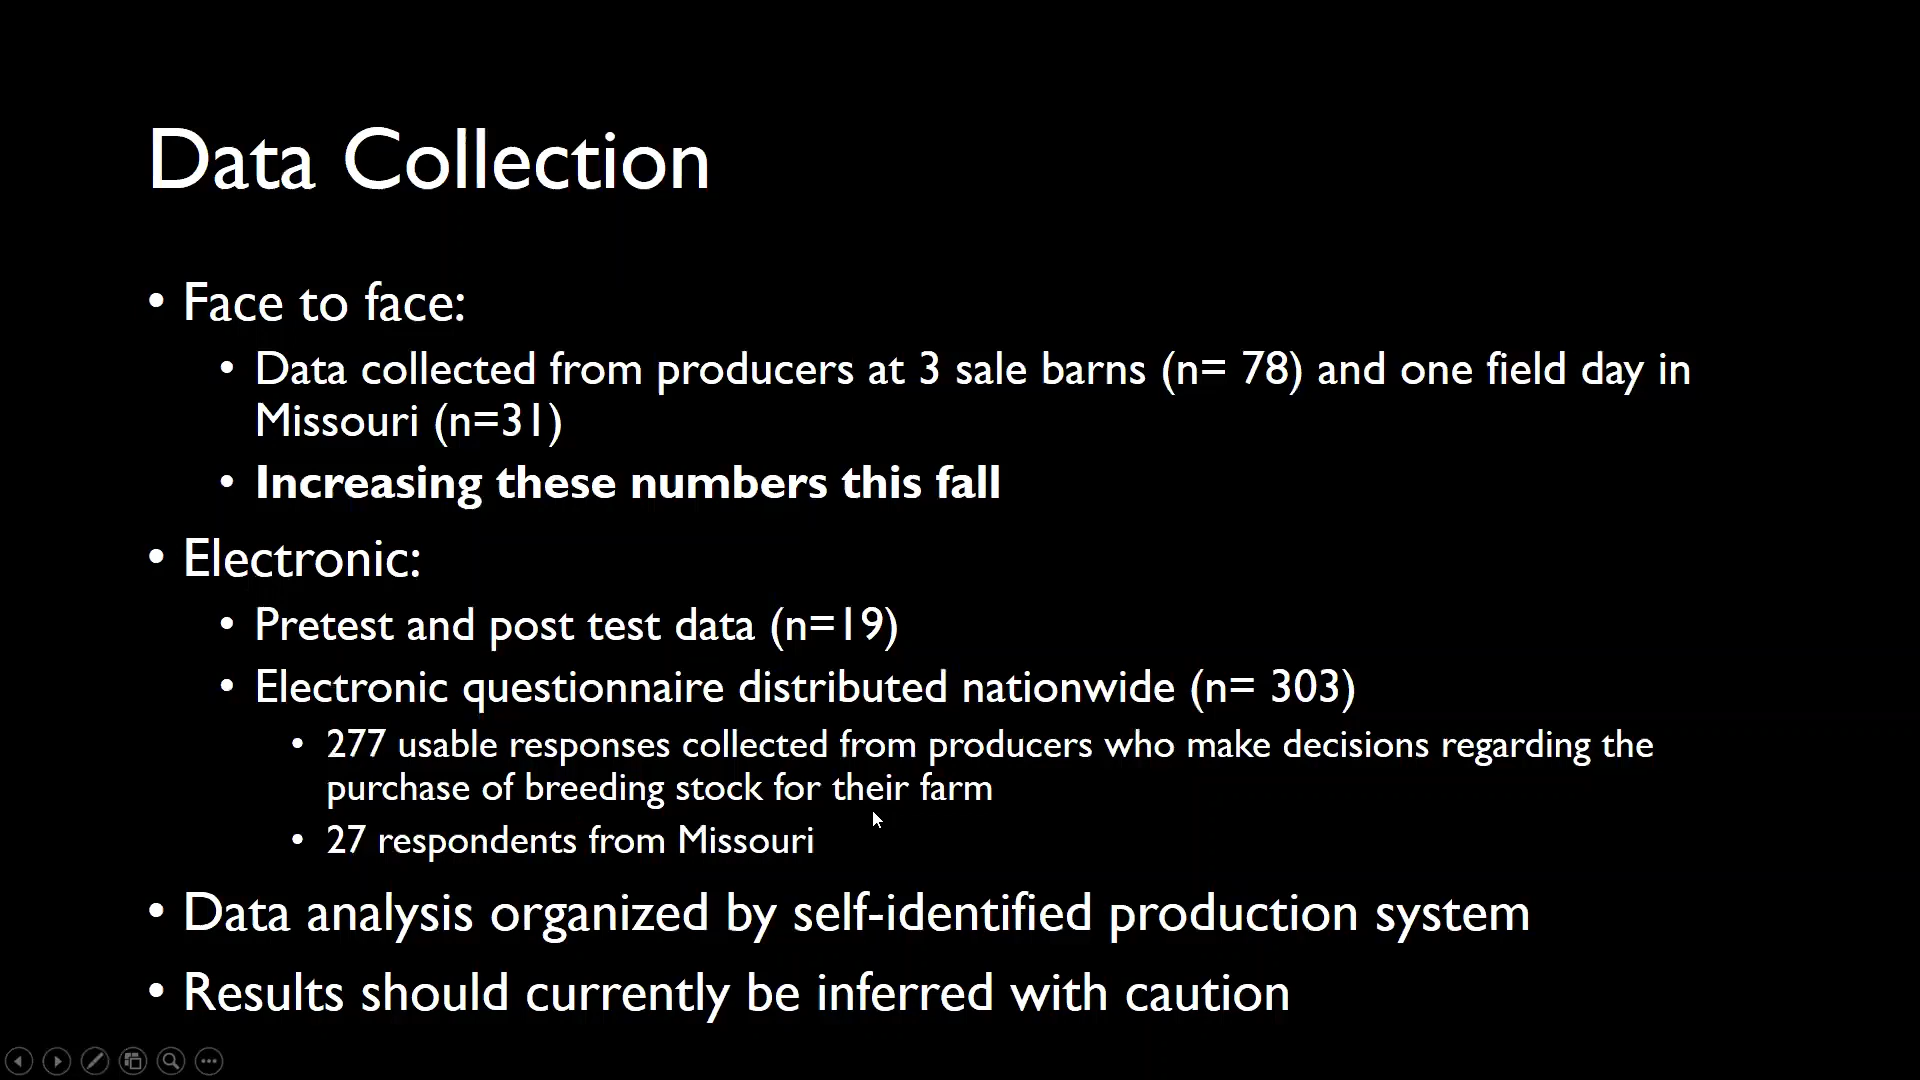 Data Collection
• Face to face:
• Data collected from producers at 3 sale barns (n= 78) and one field day in
Missouri (n=31)
• Increasing these numbers this fall
• Electronic:
• Pretest and post test data (n=19)
• Electronic questionnaire distributed nationwide (n= 303)
• 277 usable responses collected from producers who make decisions regarding the
purchase of breeding stock for their farm
• 27 respondents from Missouri
• Data analysis organized by self-identified production system
• Results should currently be inferred with caution